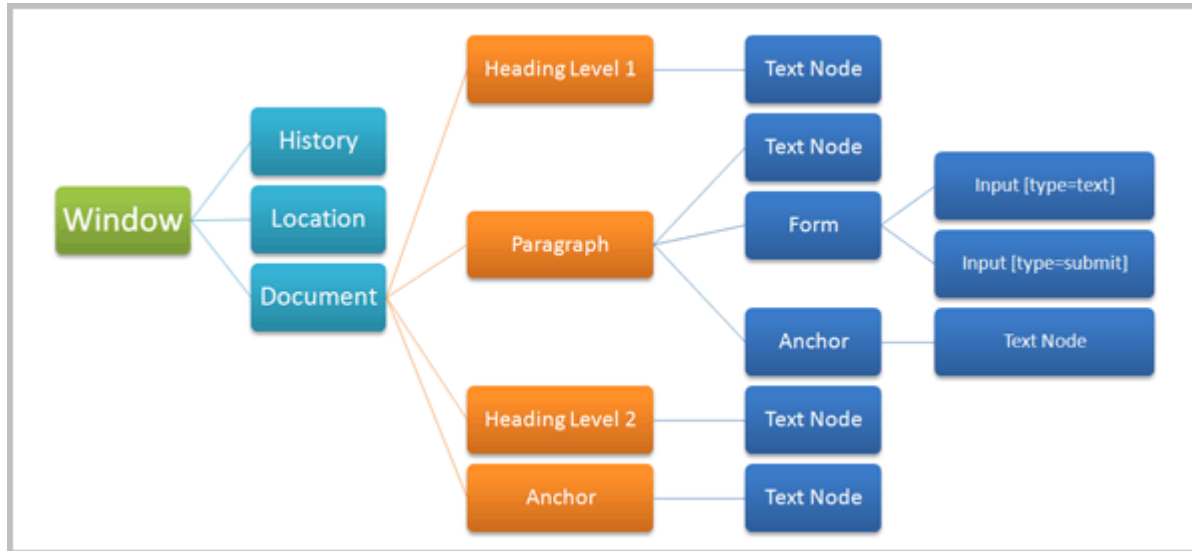 Heading Level 1
Text Node
History
Text Node
Input [type=text]
Window
Location
Paragraph
Form
Input [type=submit]
Document
Anchor
Text Node
Heading Level 2
Text Node
Anchor
Text Node